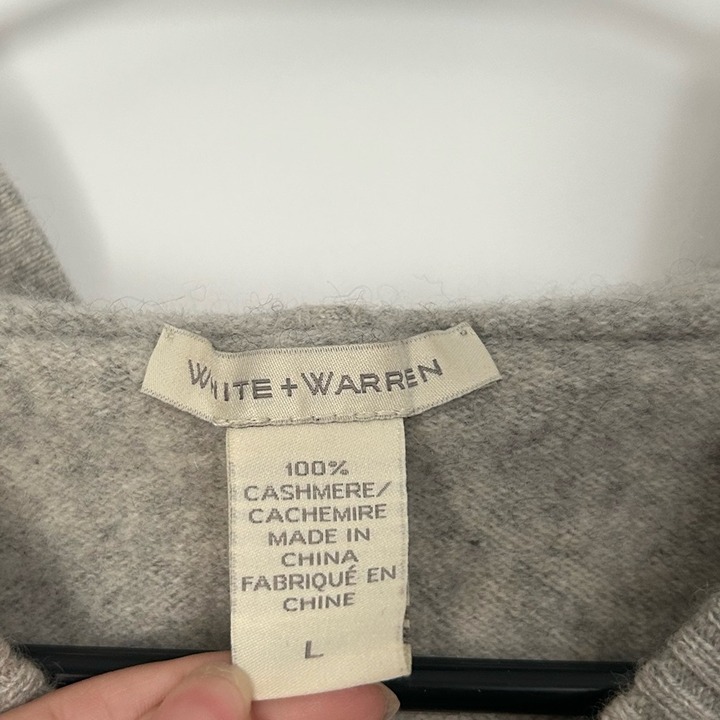 WHITE + WARREN
100%
CASHMERE/
CACHEMIRE
MADE IN
CHINA
FABRIQUÉ EN
CHINE
L